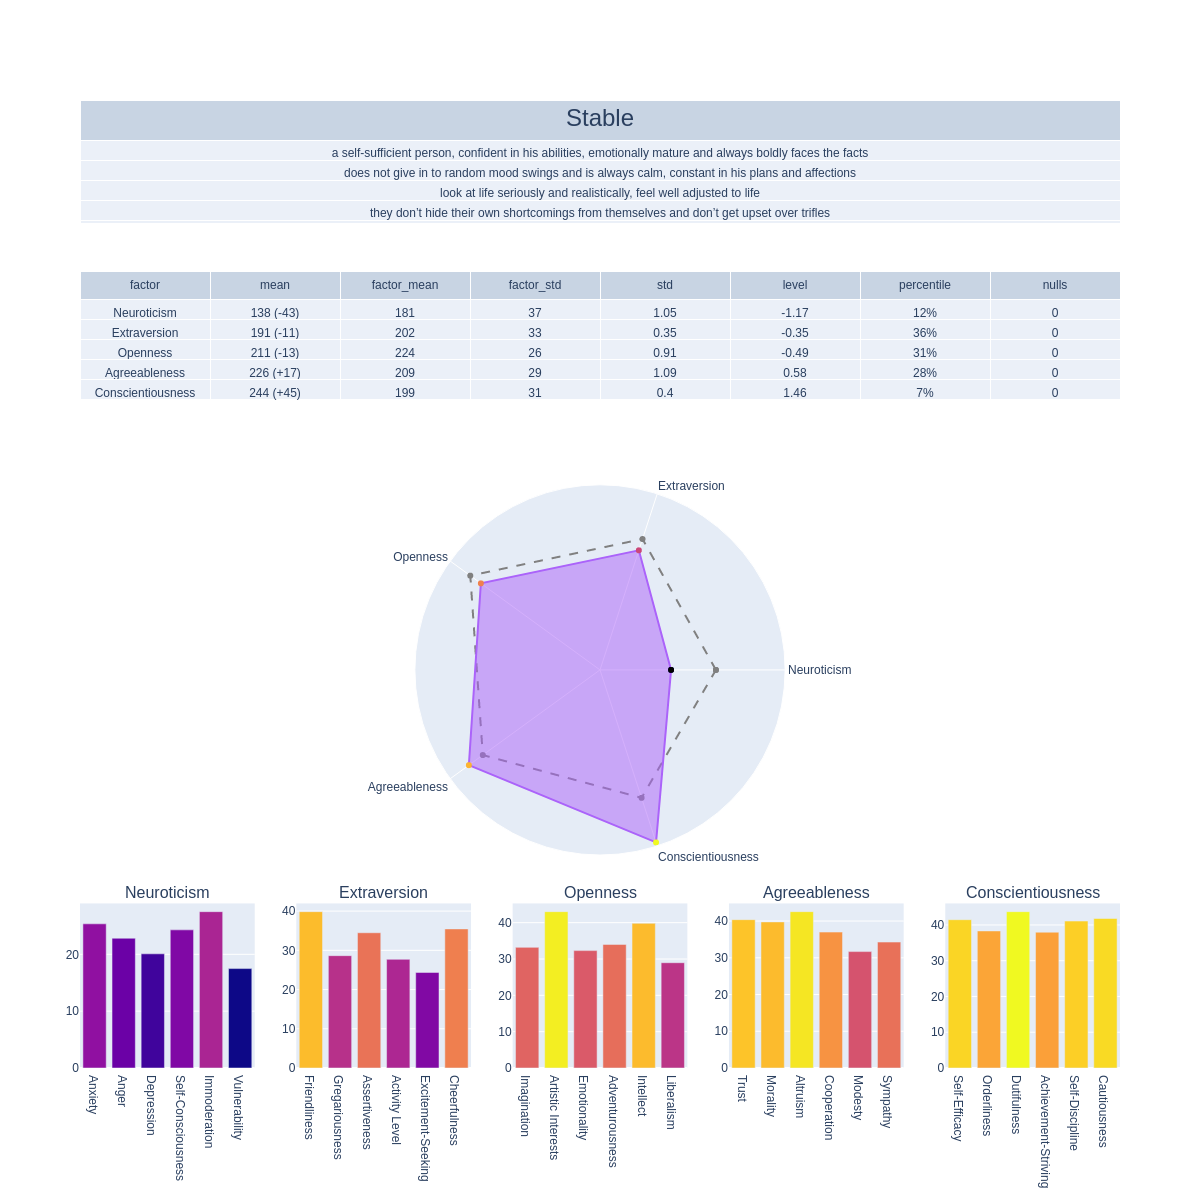 Stable
a self-sufficient person, confident in his abilities, emotionally mature and always boldly faces the facts
does not give in to random mood swings and is always calm, constant in his plans and affections
look at life seriously and realistically, feel well adjusted to life
they don’t hide their own shortcomings from themselves and don’t get upset over trifles
factor mean factor_mean factor_std std level percentile nulls
Neuroticism 138 (-43) 181 37 1.05 -1.17 12% 0
Extraversion 191 (-11) 202 33 0.35 -0.35 36% 0
Openness 211 (-13) 224 26 0.91 -0.49 31% 0
Agreeableness 226 (+17) 209 29 1.09 0.58 28% 0
Conscientiousness 244 (+45) 199 31 0.4 1.46 7% 0
Extraversion
Openness
Neuroticism
Agreeableness
Conscientiousness
Neuroticism
20
10
0
Anxiety
Anger
Depression
Self-Consciousness
Immoderation
Vulnerability
Extraversion
40
30
20
10
0
Friendliness
Gregariousness
Assertiveness
Activity Level
Excitement-Seeking
Cheerfulness
Openness
40
30
20
10
0
Imagination
Artistic Interests
Emotionality
Adventurousness
Intellect
Liberalism
Agreeableness
40
30
20
10
0
Trust
Morality
Altruism
Cooperation
Modesty
Sympathy
Conscientiousness
40
30
20
10
0
Self-Efficacy
Orderliness
Dutifulness
Achievement-Striving
Self-Discipline
Cautiousness